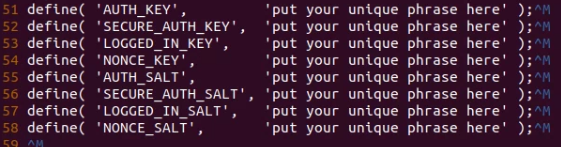 51 define( 'AUTH_KEY',         'put your unique phrase here' );^M
52 define( 'SECURE_AUTH_KEY',  'put your unique phrase here' );^M
53 define( 'LOGGED_IN_KEY',    'put your unique phrase here' );^M
54 define( 'NONCE_KEY',        'put your unique phrase here' );^M
55 define( 'AUTH_SALT',        'put your unique phrase here' );^M
56 define( 'SECURE_AUTH_SALT', 'put your unique phrase here' );^M
57 define( 'LOGGED_IN_SALT',   'put your unique phrase here' );^M
58 define( 'NONCE_SALT',       'put your unique phrase here' );^M
59 ^M